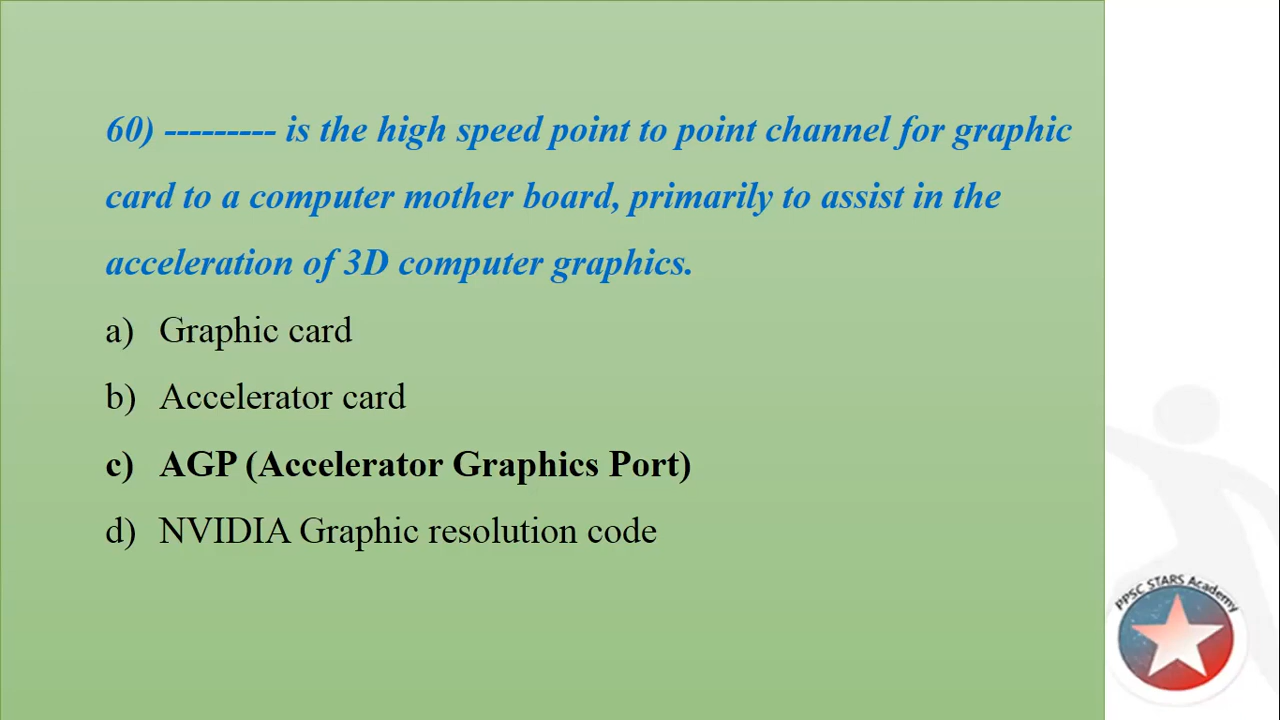 60) --------- is the high speed point to point channel for graphic
card to a computer mother board, primarily to assist in the
acceleration of 3D computer graphics.
a) Graphic card
b) Accelerator card
c) AGP (Accelerator Graphics Port)
d) NVIDIA Graphic resolution code
PPSC STARS Academy